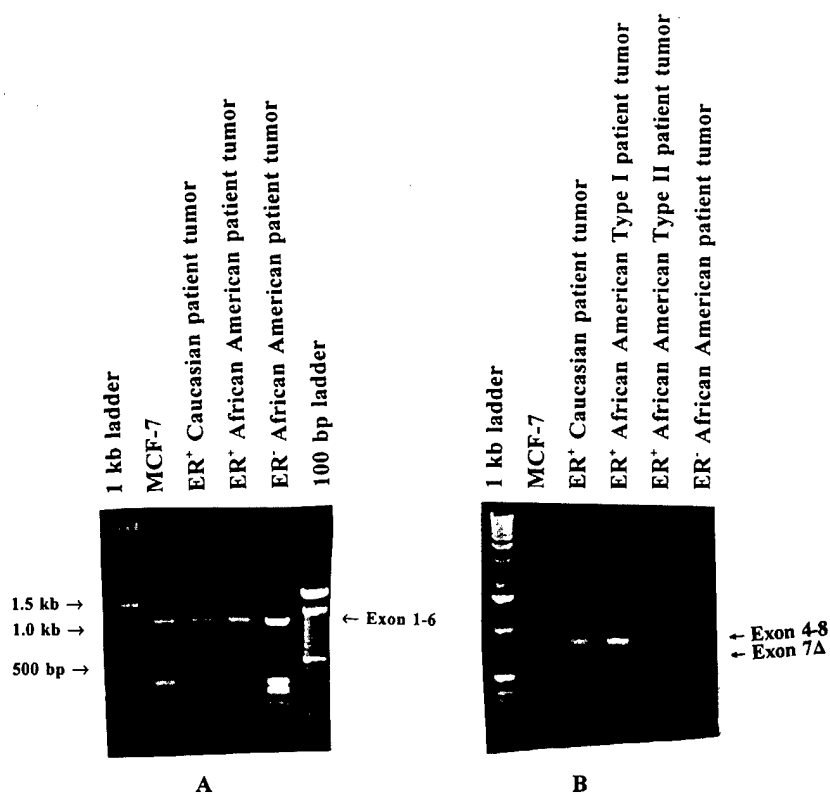 1 kb ladder
MCF-7
ER⁺ Caucasian patient tumor
ER⁺ African American patient tumor
ER⁻ African American patient tumor
100 bp ladder
1.5 kb →
1.0 kb →
500 bp →
← Exon 1-6
A
1 kb ladder
MCF-7
ER⁺ Caucasian patient tumor
ER⁺ African American Type I patient tumor
ER⁺ African American Type II patient tumor
ER⁻ African American patient tumor
← Exon 4-8
← Exon 7Δ
B